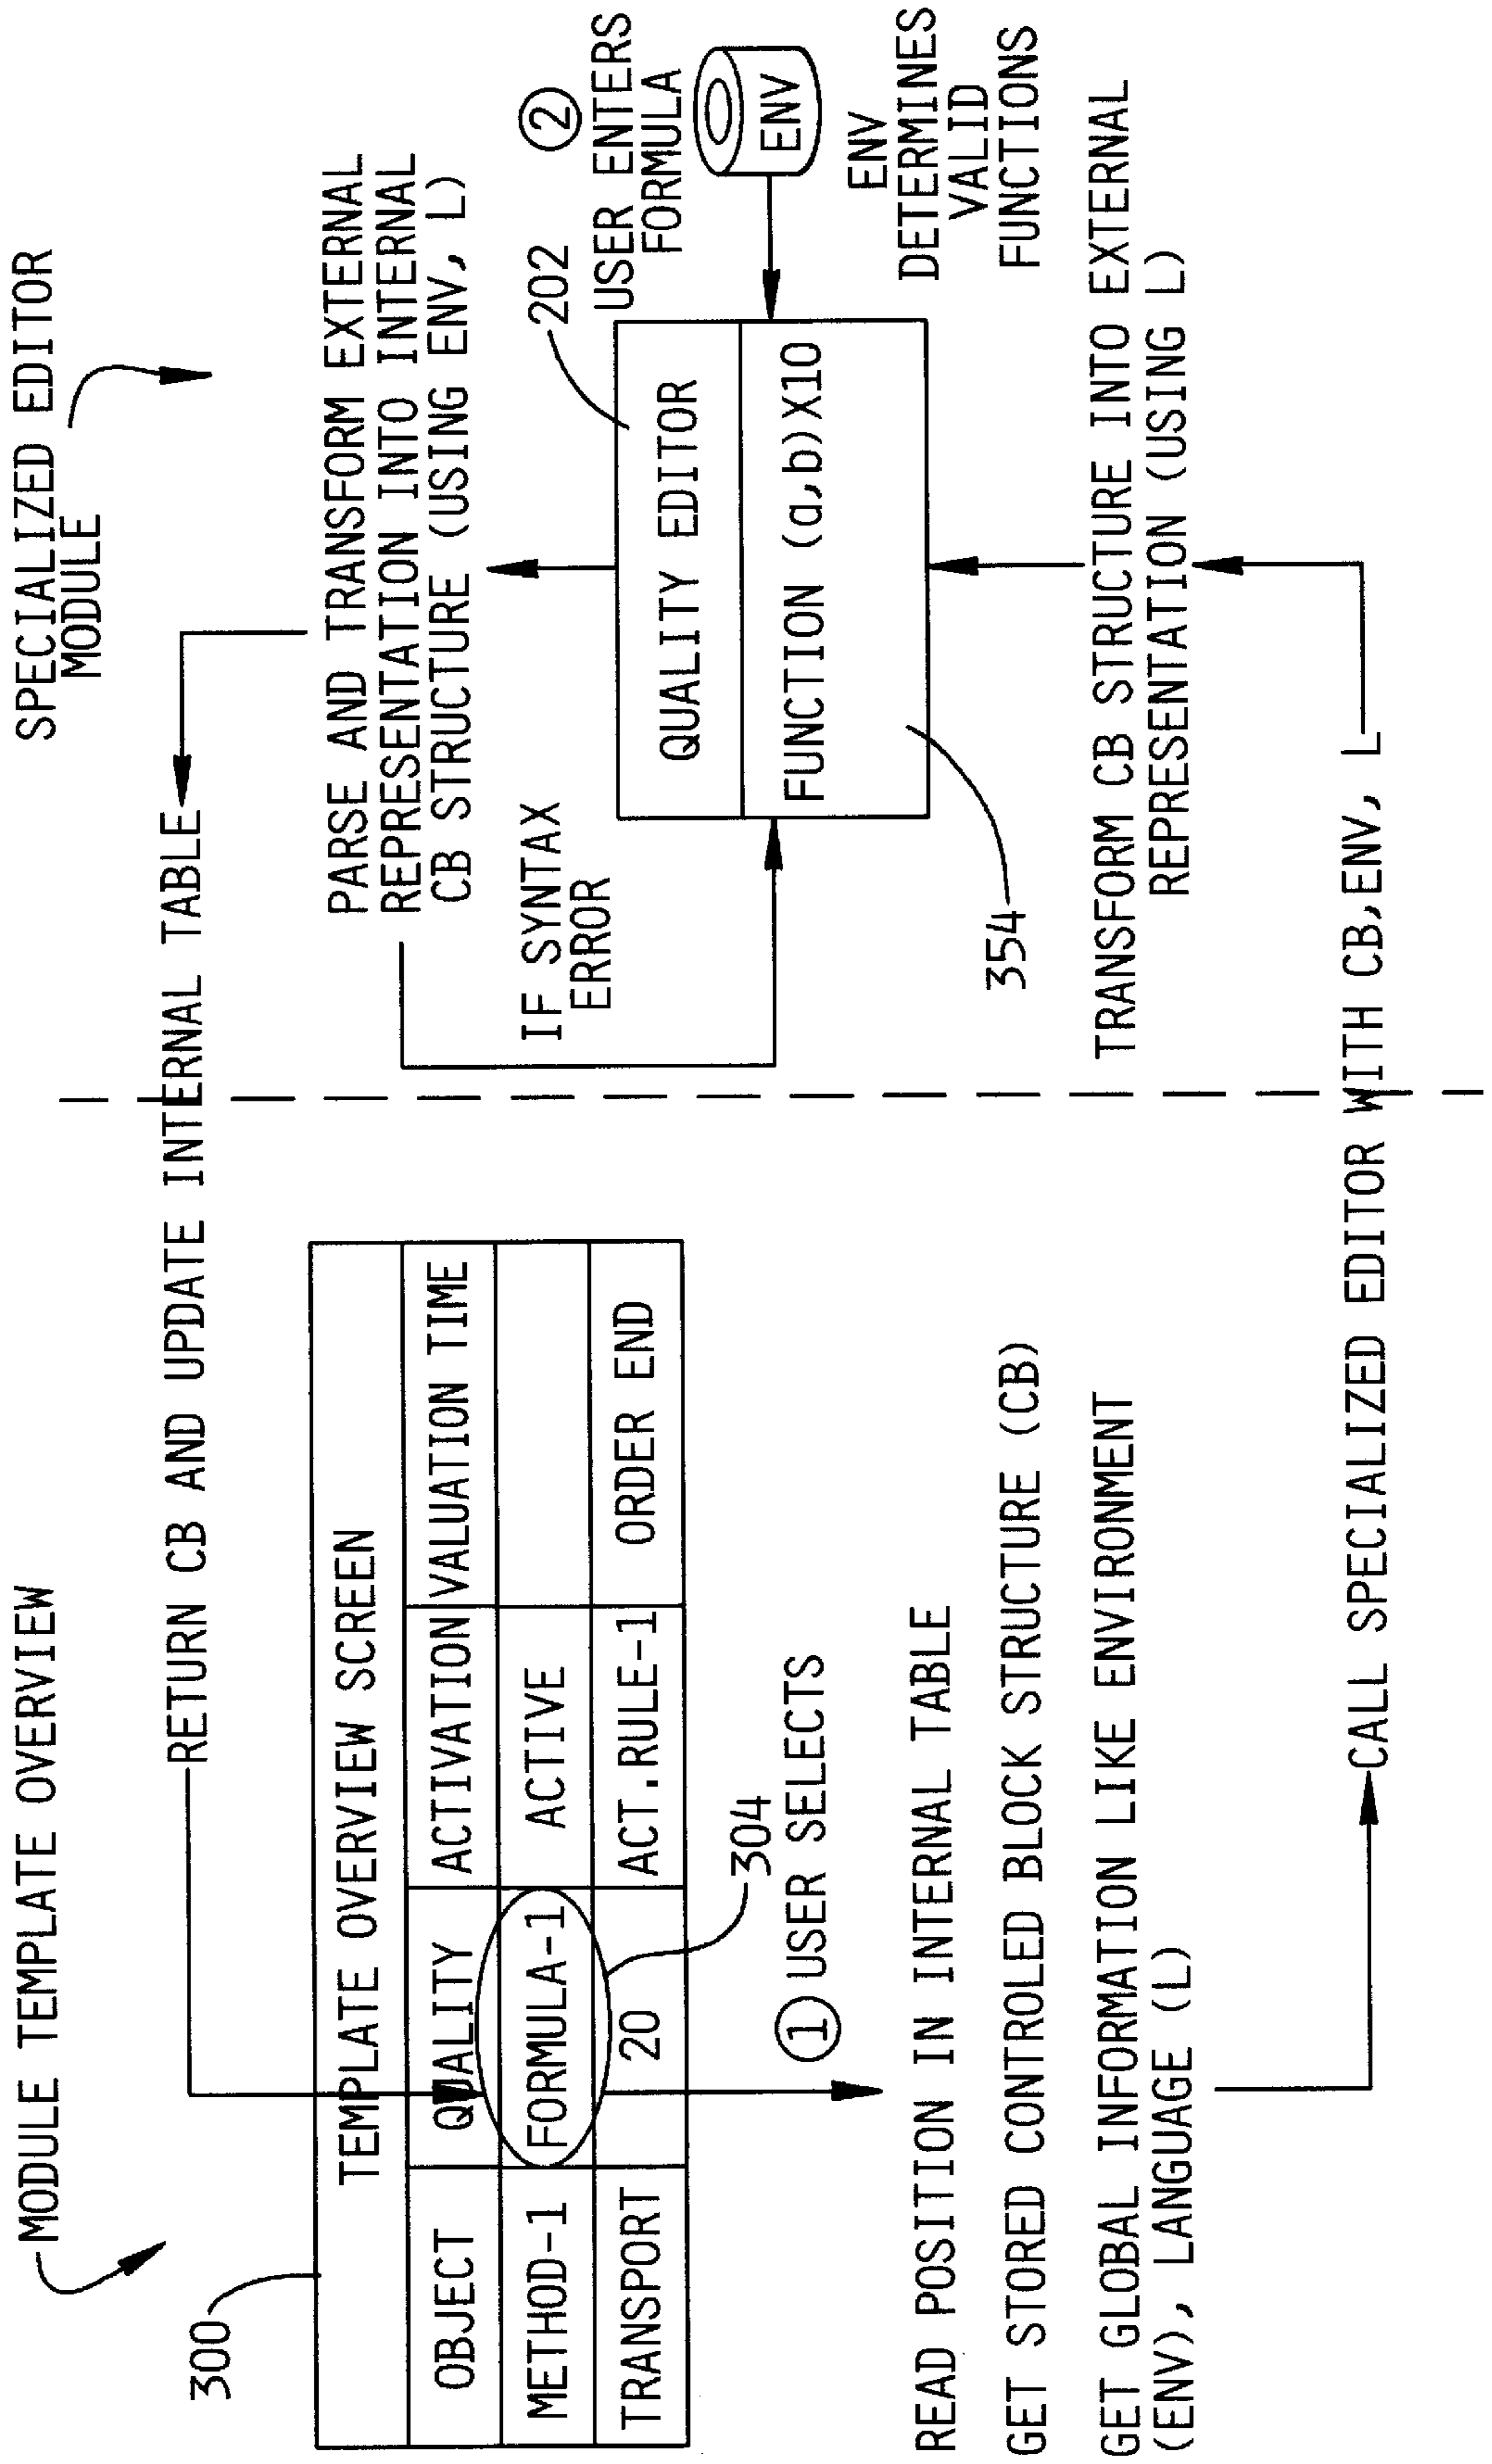 MODULE TEMPLATE OVERVIEW
SPECIALIZED EDITOR
MODULE
RETURN CB AND UPDATE INTERNAL TABLE
300
TEMPLATE OVERVIEW SCREEN
OBJECT QUALITY ACTIVATION VALUATION TIME
METHOD-1 FORMULA-1 ACTIVE
TRANSPORT 20 ACT.RULE-1 ORDER END
304
1 USER SELECTS
READ POSITION IN INTERNAL TABLE
GET STORED CONTROLED BLOCK STRUCTURE (CB)
GET GLOBAL INFORMATION LIKE ENVIRONMENT
(ENV), LANGUAGE (L)
CALL SPECIALIZED EDITOR WITH CB,ENV, L
PARSE AND TRANSFORM EXTERNAL
REPRESENTATION INTO INTERNAL
CB STRUCTURE (USING ENV, L)
IF SYNTAX
ERROR
202
2
USER ENTERS
FORMULA
QUALITY EDITOR
FUNCTION (a,b)X10
ENV
ENV
DETERMINES
VALID
FUNCTIONS
354
TRANSFORM CB STRUCTURE INTO EXTERNAL
REPRESENTATION (USING L)